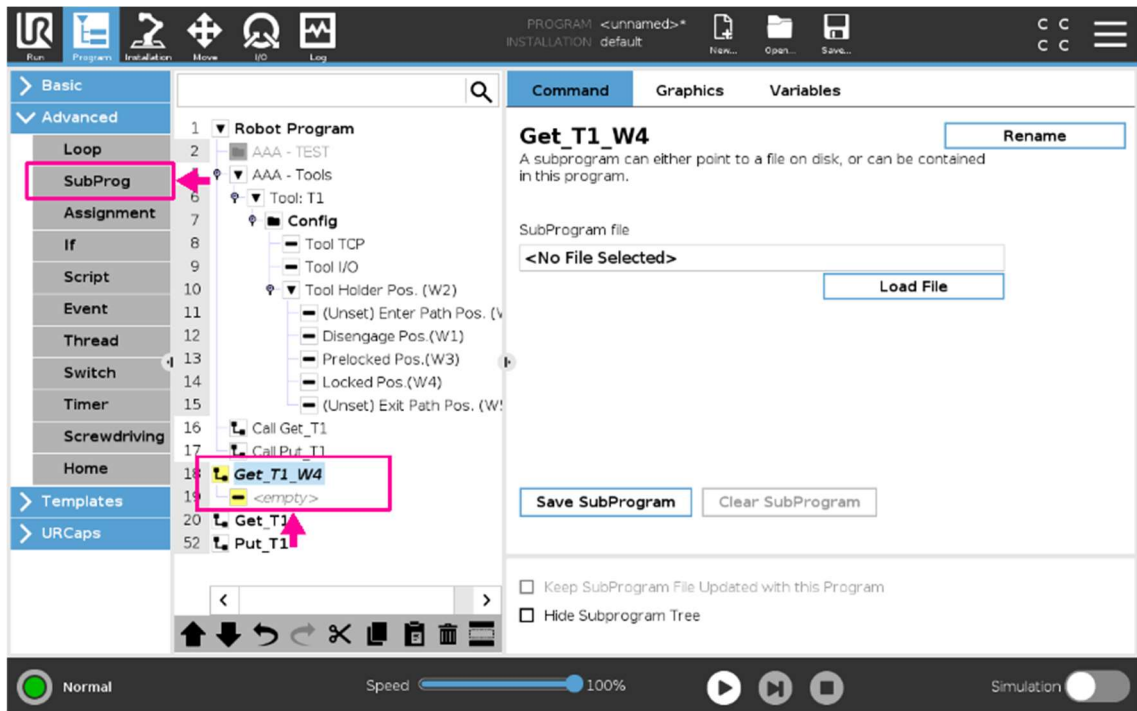 PROGRAM <unnamed>*
INSTALLATION default
Run Program Installation Move I/O Log
New... Open... Save...
C C
C C
Basic
Advanced
Loop
SubProg
Assignment
If
Script
Event
Thread
Switch
Timer
Screwdriving
Home
Templates
URCaps
1 Robot Program
2 AAA - TEST
AAA - Tools
6 Tool: T1
7 Config
8 Tool TCP
9 Tool I/O
10 Tool Holder Pos. (W2)
11 (Unset) Enter Path Pos. (
12 Disengage Pos.(W1)
13 Prelocked Pos.(W3)
14 Locked Pos.(W4)
15 (Unset) Exit Path Pos. (W
16 Call Get_T1
17 Call Put_T1
18 Get_T1_W4
19 <empty>
20 Get_T1
52 Put_T1
Command Graphics Variables
Get_T1_W4
Rename
A subprogram can either point to a file on disk, or can be contained
in this program.
SubProgram file
<No File Selected>
Load File
Save SubProgram Clear SubProgram
Keep SubProgram File Updated with this Program
Hide Subprogram Tree
Normal
Speed 100%
Simulation